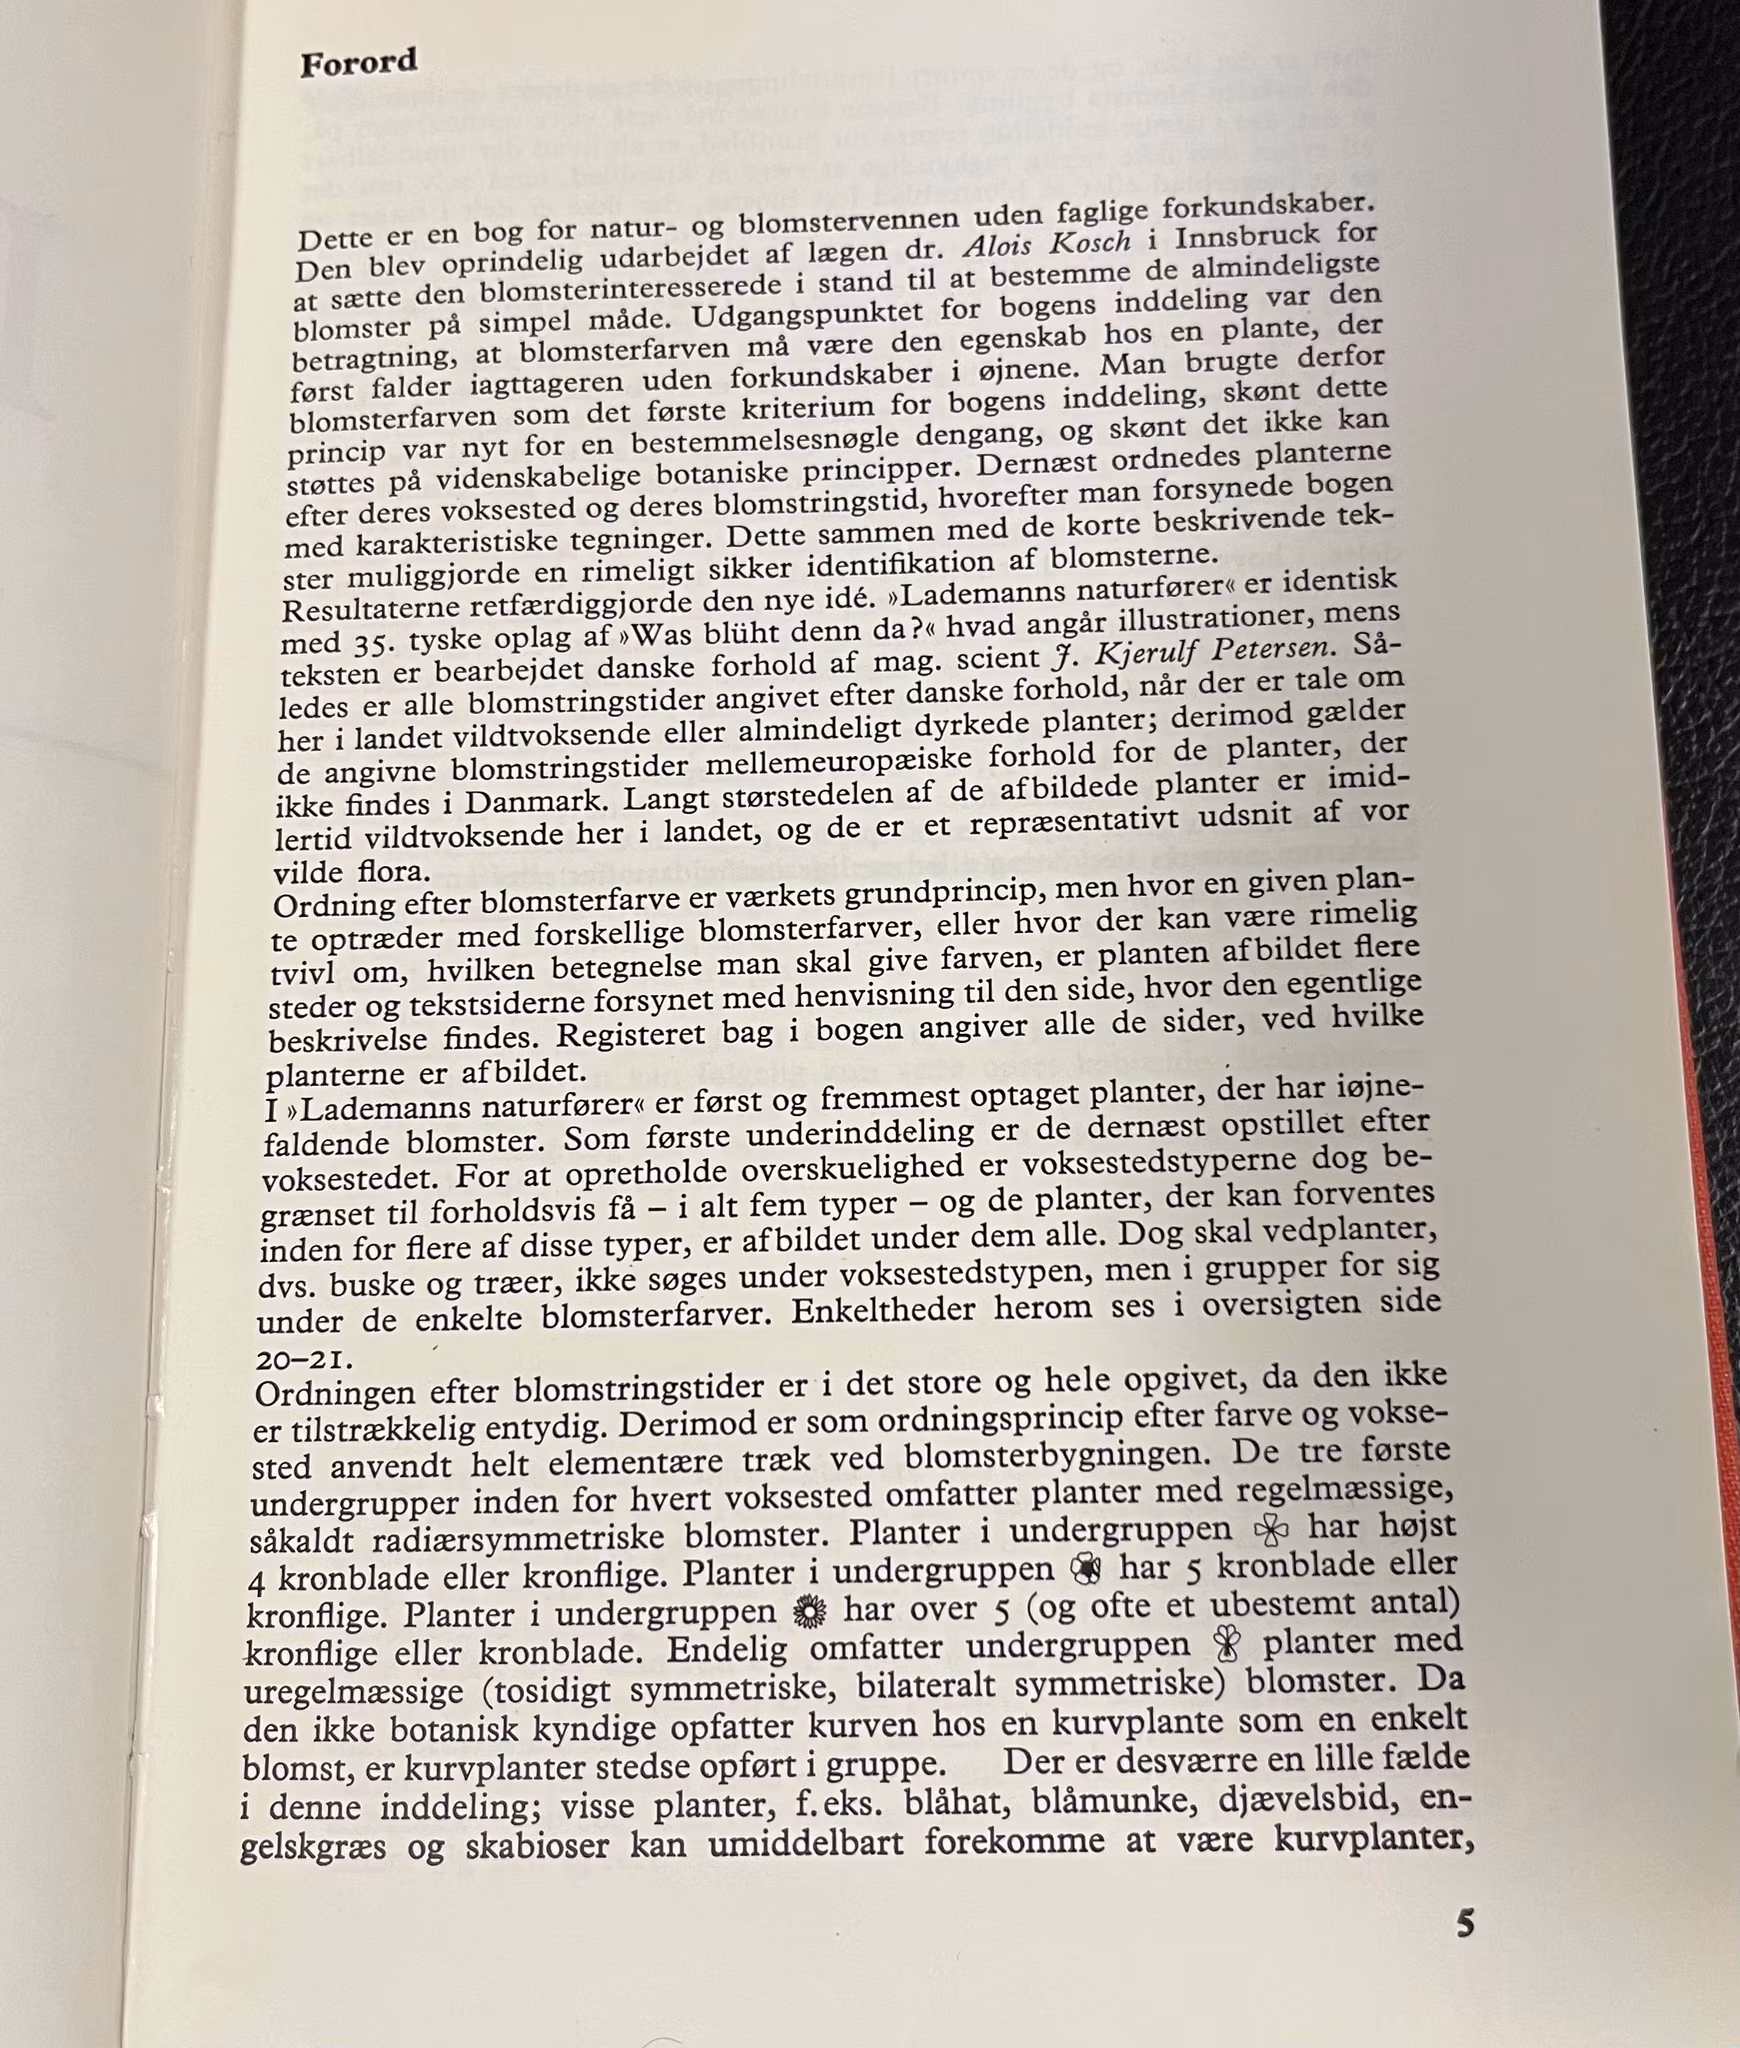 Forord
Dette er en bog for natur- og blomstervennen uden faglige forkundskaber.
Den blev oprindelig udarbejdet af lægen dr. Alois Kosch i Innsbruck for
at sætte den blomsterinteresserede i stand til at bestemme de almindeligste
blomster på simpel måde. Udgangspunktet for bogens inddeling var den
betragtning, at blomsterfarven må være den egenskab hos en plante, der
først falder iagttageren uden forkundskaber i øjnene. Man brugte derfor
blomsterfarven som det første kriterium for bogens inddeling, skønt dette
princip var nyt for en bestemmelsesnøgle dengang, og skønt det ikke kan
støttes på videnskabelige botaniske principper. Dernæst ordnedes planterne
efter deres voksested og deres blomstringstid, hvorefter man forsynede bogen
med karakteristiske tegninger. Dette sammen med de korte beskrivende tek-
ster muliggjorde en rimeligt sikker identifikation af blomsterne.
Resultaterne retfærdiggjorde den nye idé. »Lademanns naturfører« er identisk
med 35. tyske oplag af »Was blüht denn da?« hvad angår illustrationer, mens
teksten er bearbejdet danske forhold af mag. scient J. Kjerulf Petersen. Så-
ledes er alle blomstringstider angivet efter danske forhold, når der er tale om
her i landet vildtvoksende eller almindeligt dyrkede planter; derimod gælder
de angivne blomstringstider mellemeuropæiske forhold for de planter, der
ikke findes i Danmark. Langt størstedelen af de afbildede planter er imid-
lertid vildtvoksende her i landet, og de er et repræsentativt udsnit af vor
vilde flora.
Ordning efter blomsterfarve er værkets grundprincip, men hvor en given plan-
te optræder med forskellige blomsterfarver, eller hvor der kan være rimelig
tvivl om, hvilken betegnelse man skal give farven, er planten afbildet flere
steder og tekstsiderne forsynet med henvisning til den side, hvor den egentlige
beskrivelse findes. Registeret bag i bogen angiver alle de sider, ved hvilke
planterne er afbildet.
I »Lademanns naturfører« er først og fremmest optaget planter, der har iøjne-
faldende blomster. Som første underinddeling er de dernæst opstillet efter
voksestedet. For at opretholde overskuelighed er voksestedstyperne dog be-
grænset til forholdsvis få – i alt fem typer – og de planter, der kan forventes
inden for flere af disse typer, er afbildet under dem alle. Dog skal vedplanter,
dvs. buske og træer, ikke søges under voksestedstypen, men i grupper for sig
under de enkelte blomsterfarver. Enkeltheder herom ses i oversigten side
20–21.
Ordningen efter blomstringstider er i det store og hele opgivet, da den ikke
er tilstrækkelig entydig. Derimod er som ordningsprincip efter farve og vokse-
sted anvendt helt elementære træk ved blomsterbygningen. De tre første
undergrupper inden for hvert voksested omfatter planter med regelmæssige,
såkaldt radiærsymmetriske blomster. Planter i undergruppen har højst
4 kronblade eller kronflige. Planter i undergruppen har 5 kronblade eller
kronflige. Planter i undergruppen har over 5 (og ofte et ubestemt antal)
kronflige eller kronblade. Endelig omfatter undergruppen planter med
uregelmæssige (tosidigt symmetriske, bilateralt symmetriske) blomster. Da
den ikke botanisk kyndige opfatter kurven hos en kurvplante som en enkelt
blomst, er kurvplanter stedse opført i gruppe. Der er desværre en lille fælde
i denne inddeling; visse planter, f.eks. blåhat, blåmunke, djævelsbid, en-
gelskgræs og skabioser kan umiddelbart forekomme at være kurvplanter,
5